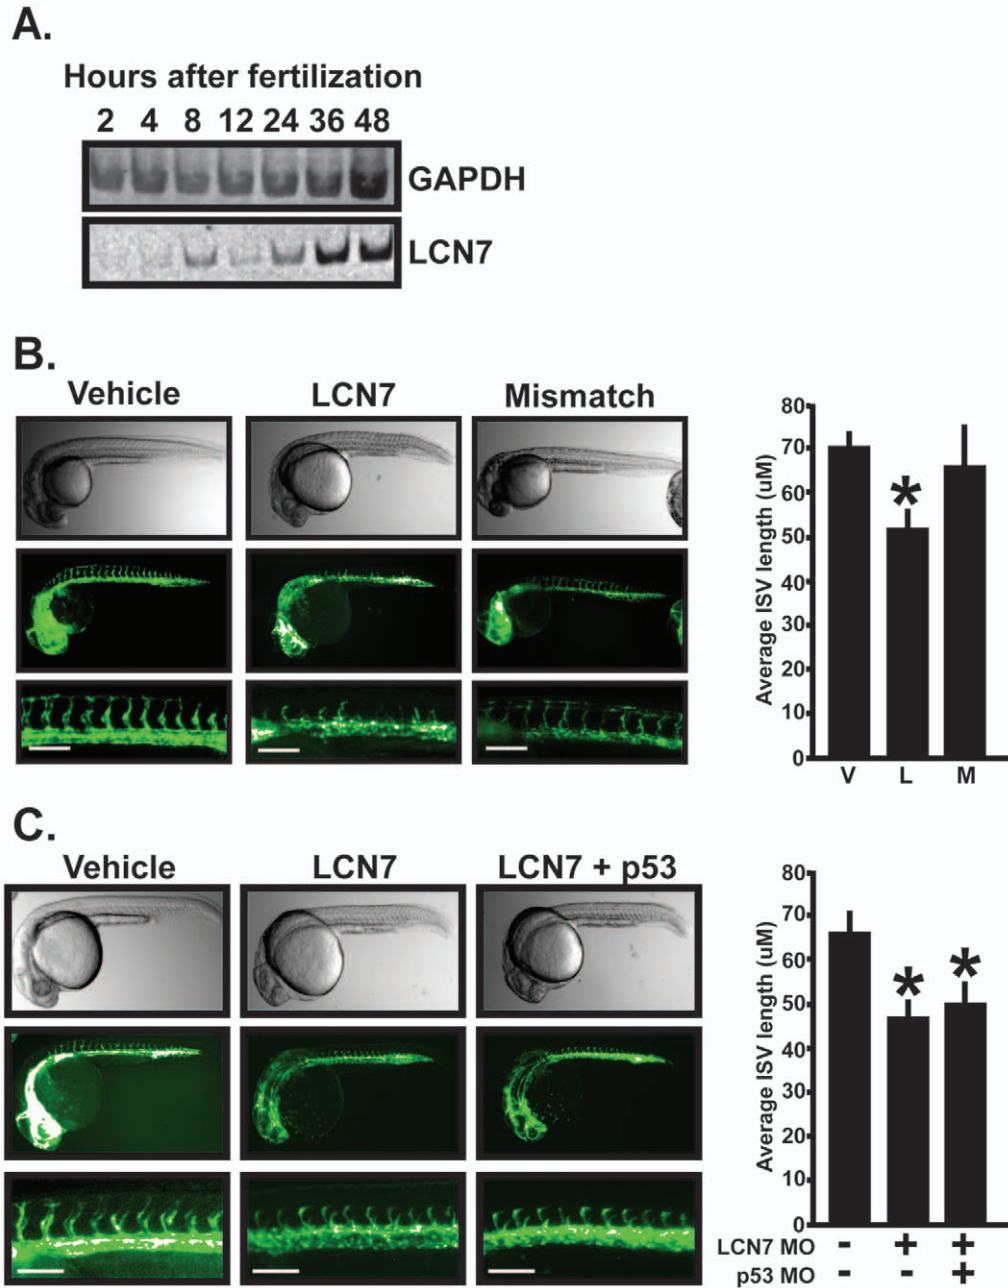 A.
Hours after fertilization
2 4 8 12 24 36 48
GAPDH
LCN7
B.
Vehicle LCN7 Mismatch
80
70
60
50
40
30
20
10
0
Average ISV length (uM)
*
V L M
C.
Vehicle LCN7 LCN7 + p53
80
70
60
50
40
30
20
10
0
Average ISV length (uM)
* *
LCN7 MO - + +
p53 MO - - +